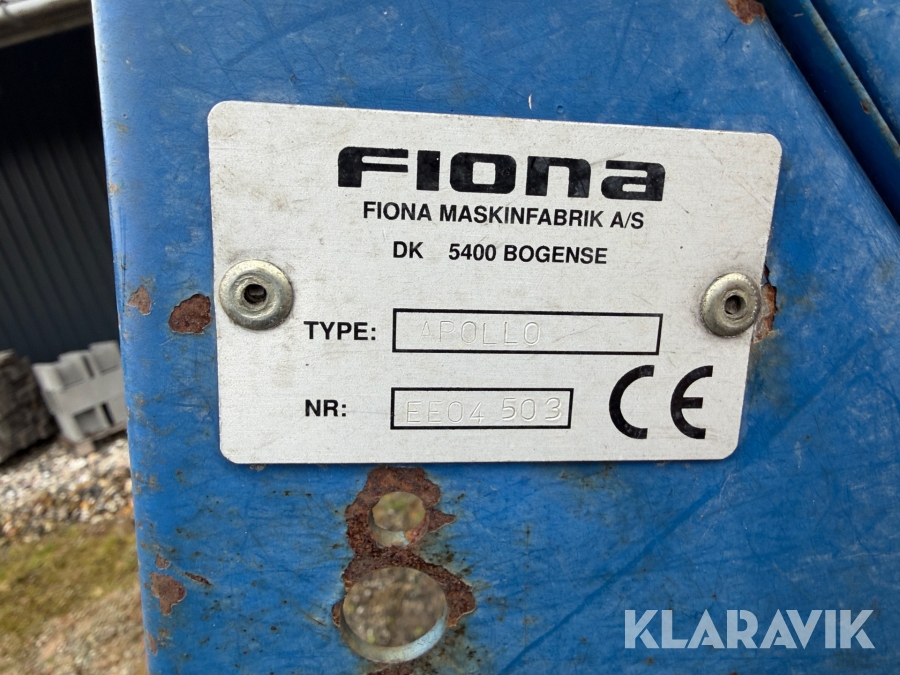 FIONA
FIONA MASKINFABRIK A/S
DK 5400 BOGENSE
TYPE: APOLLO
NR: EE04 503
CE
KLARAVIK